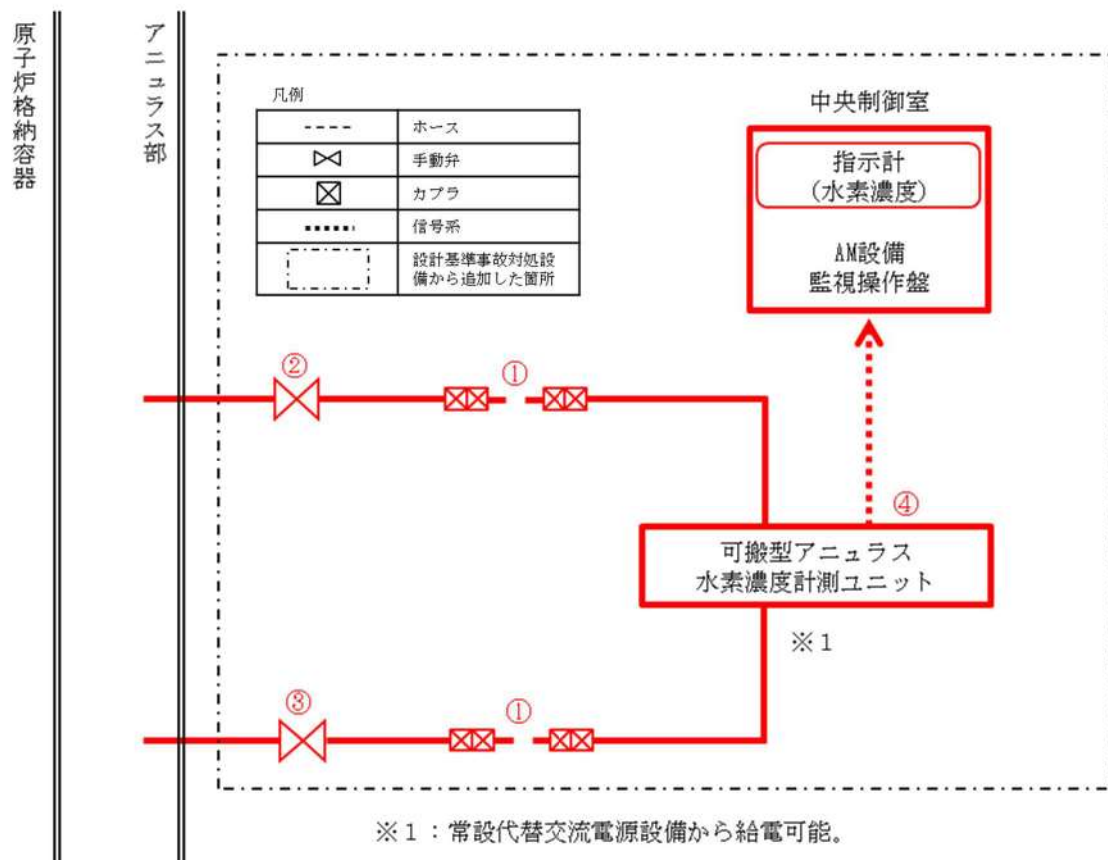 原子炉格納容器
アニュラス部
凡例
ホース
手動弁
カプラ
信号系
設計基準事故対処設
備から追加した箇所
中央制御室
指示計
(水素濃度)
AM設備
監視操作盤
②
①
④
可搬型アニュラス
水素濃度計測ユニット
※1
③
①
※1：常設代替交流電源設備から給電可能。